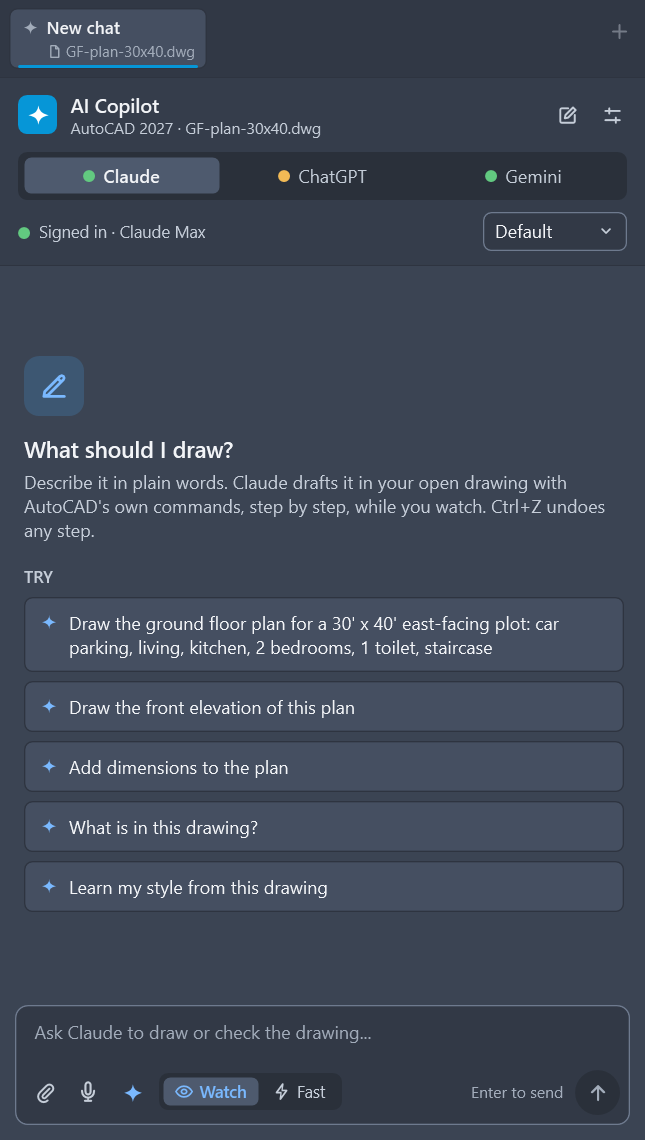 New chat
GF-plan-30x40.dwg
AI Copilot
AutoCAD 2027 · GF-plan-30x40.dwg
Claude
ChatGPT
Gemini
Signed in · Claude Max
Default
What should I draw?
Describe it in plain words. Claude drafts it in your open drawing with
AutoCAD's own commands, step by step, while you watch. Ctrl+Z undoes
any step.
TRY
Draw the ground floor plan for a 30' x 40' east-facing plot: car
parking, living, kitchen, 2 bedrooms, 1 toilet, staircase
Draw the front elevation of this plan
Add dimensions to the plan
What is in this drawing?
Learn my style from this drawing
Ask Claude to draw or check the drawing...
Watch
Fast
Enter to send